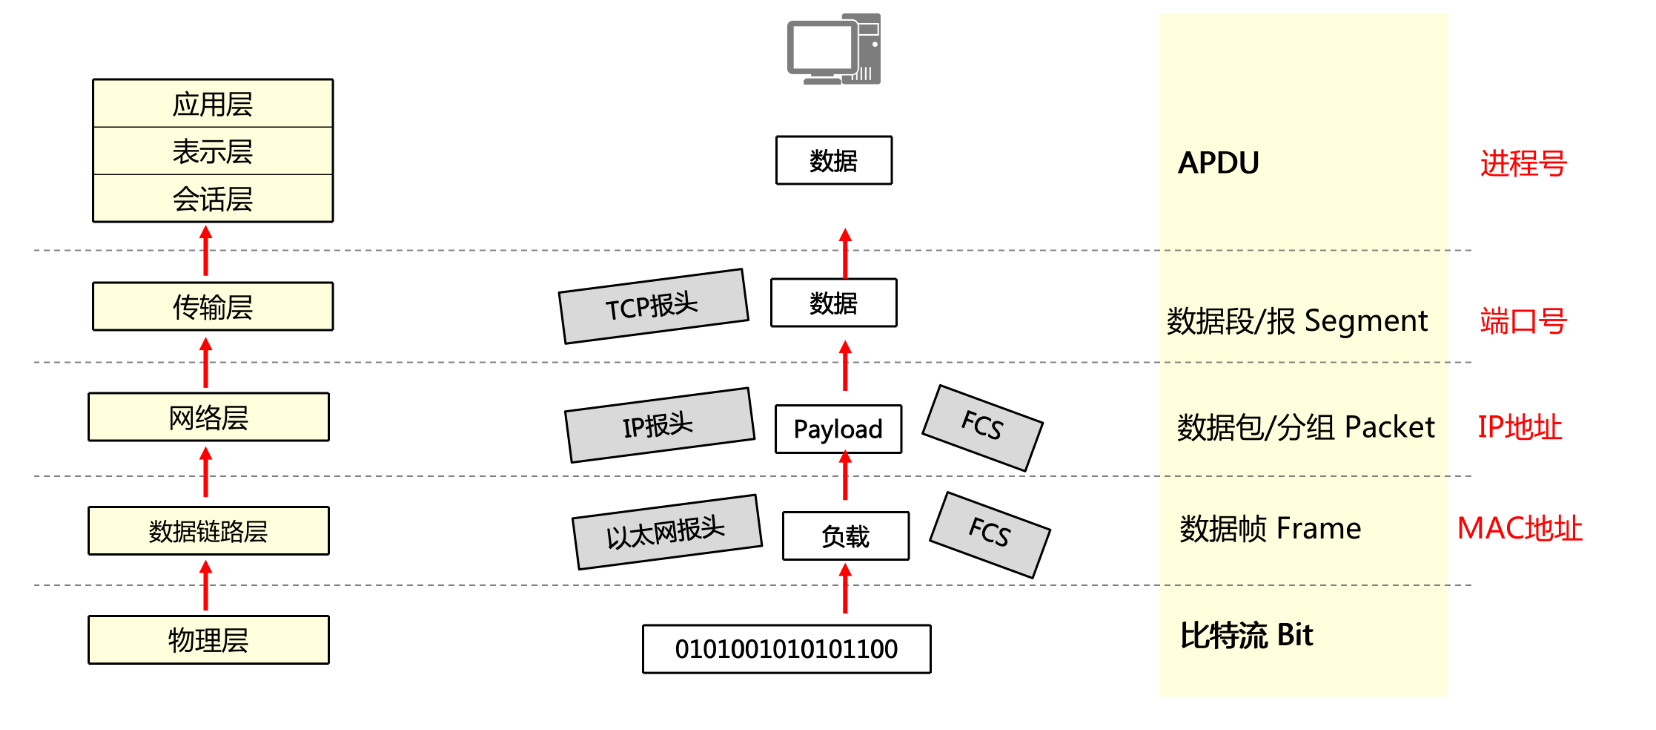 应用层
表示层
会话层
数据
APDU
进程号
传输层
TCP报头
数据
数据段/报 Segment
端口号
网络层
IP报头
Payload
FCS
数据包/分组 Packet
IP地址
数据链路层
以太网报头
负载
FCS
数据帧 Frame
MAC地址
物理层
0101001010101100
比特流 Bit